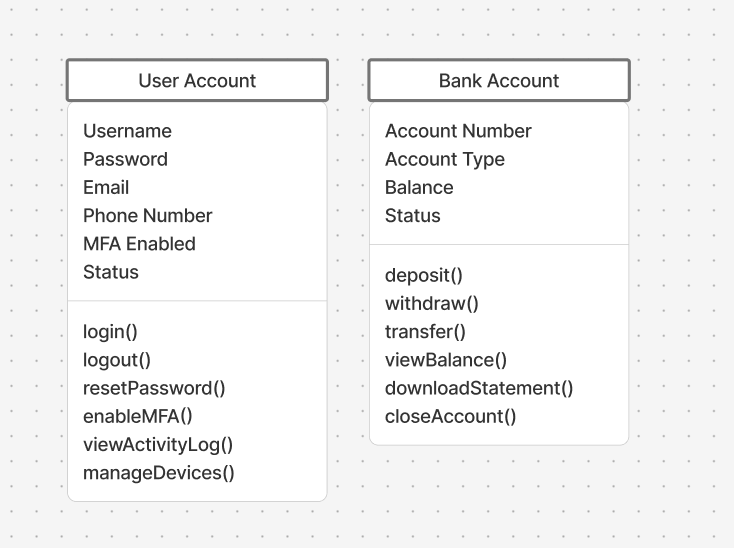 User Account
Username
Password
Email
Phone Number
MFA Enabled
Status
login()
logout()
resetPassword()
enableMFA()
viewActivityLog()
manageDevices()
Bank Account
Account Number
Account Type
Balance
Status
deposit()
withdraw()
transfer()
viewBalance()
downloadStatement()
closeAccount()